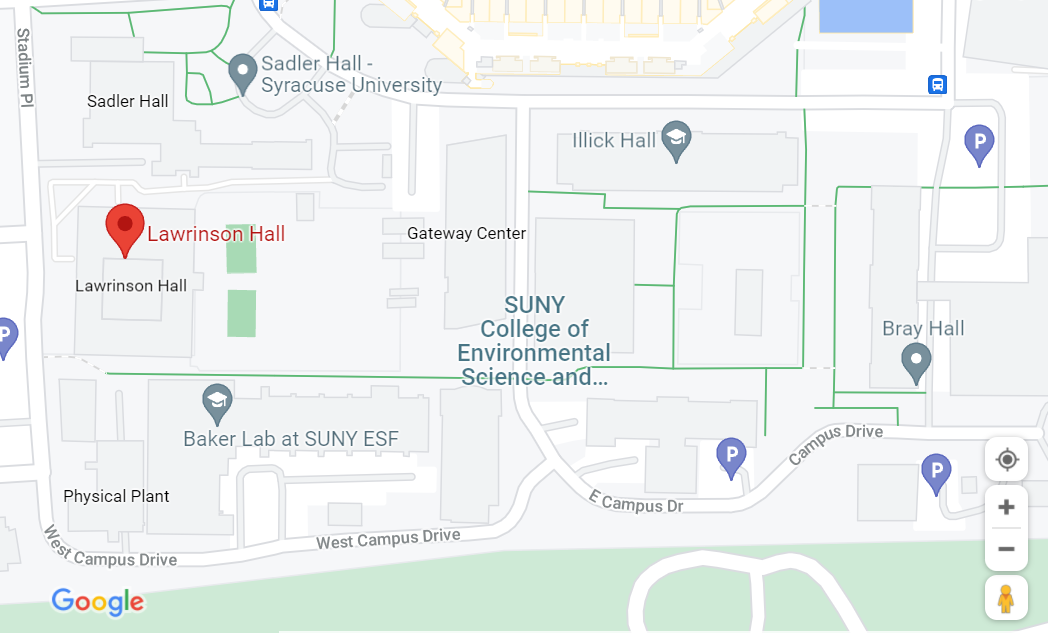 Stadium Pl
Sadler Hall -
Syracuse University
Sadler Hall
Illick Hall
P
Lawrinson Hall
Gateway Center
Lawrinson Hall
SUNY
College of
Environmental
Science and...
P
Bray Hall
Baker Lab at SUNY ESF
Campus Drive
P
P
Physical Plant
E Campus Dr
West Campus Drive
West Campus Drive
Google